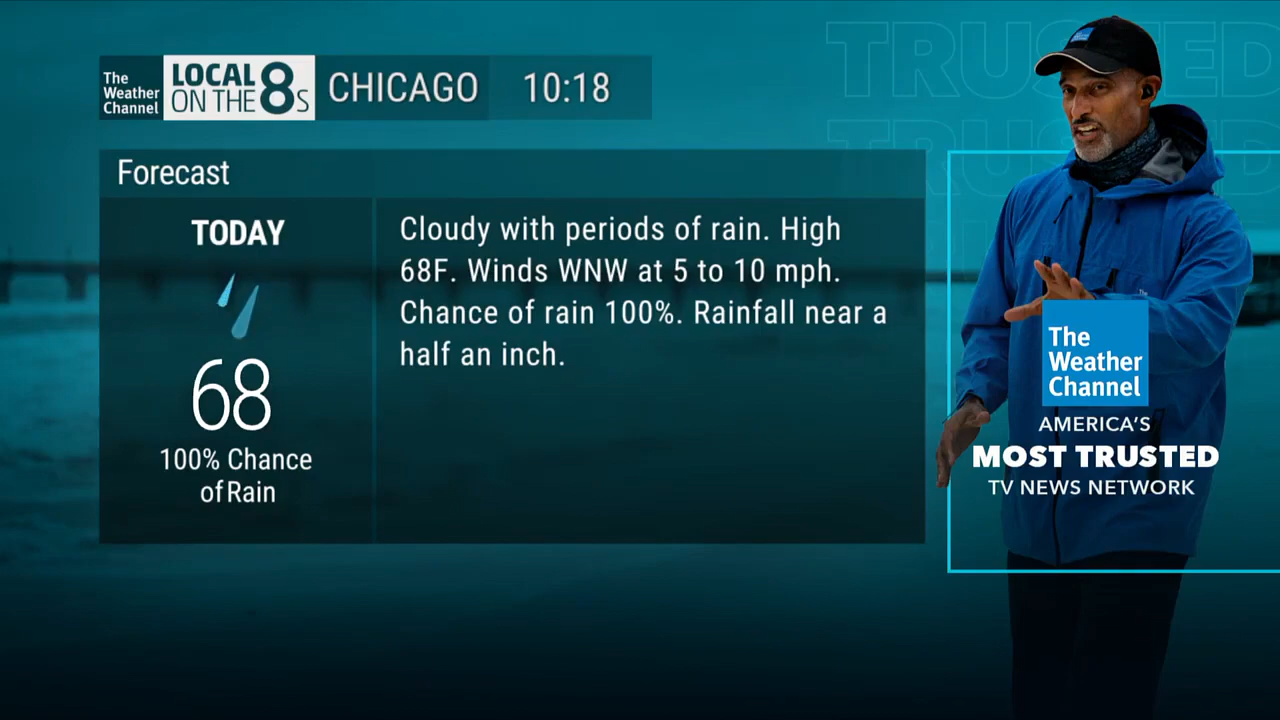 The
Weather
Channel
LOCAL
ON THE 8s
CHICAGO
10:18
TRUSTED
TRUSTED
Forecast
TODAY
68
100% Chance
of Rain
Cloudy with periods of rain. High
68F. Winds WNW at 5 to 10 mph.
Chance of rain 100%. Rainfall near a
half an inch.
The
Weather
Channel
AMERICA'S
MOST TRUSTED
TV NEWS NETWORK